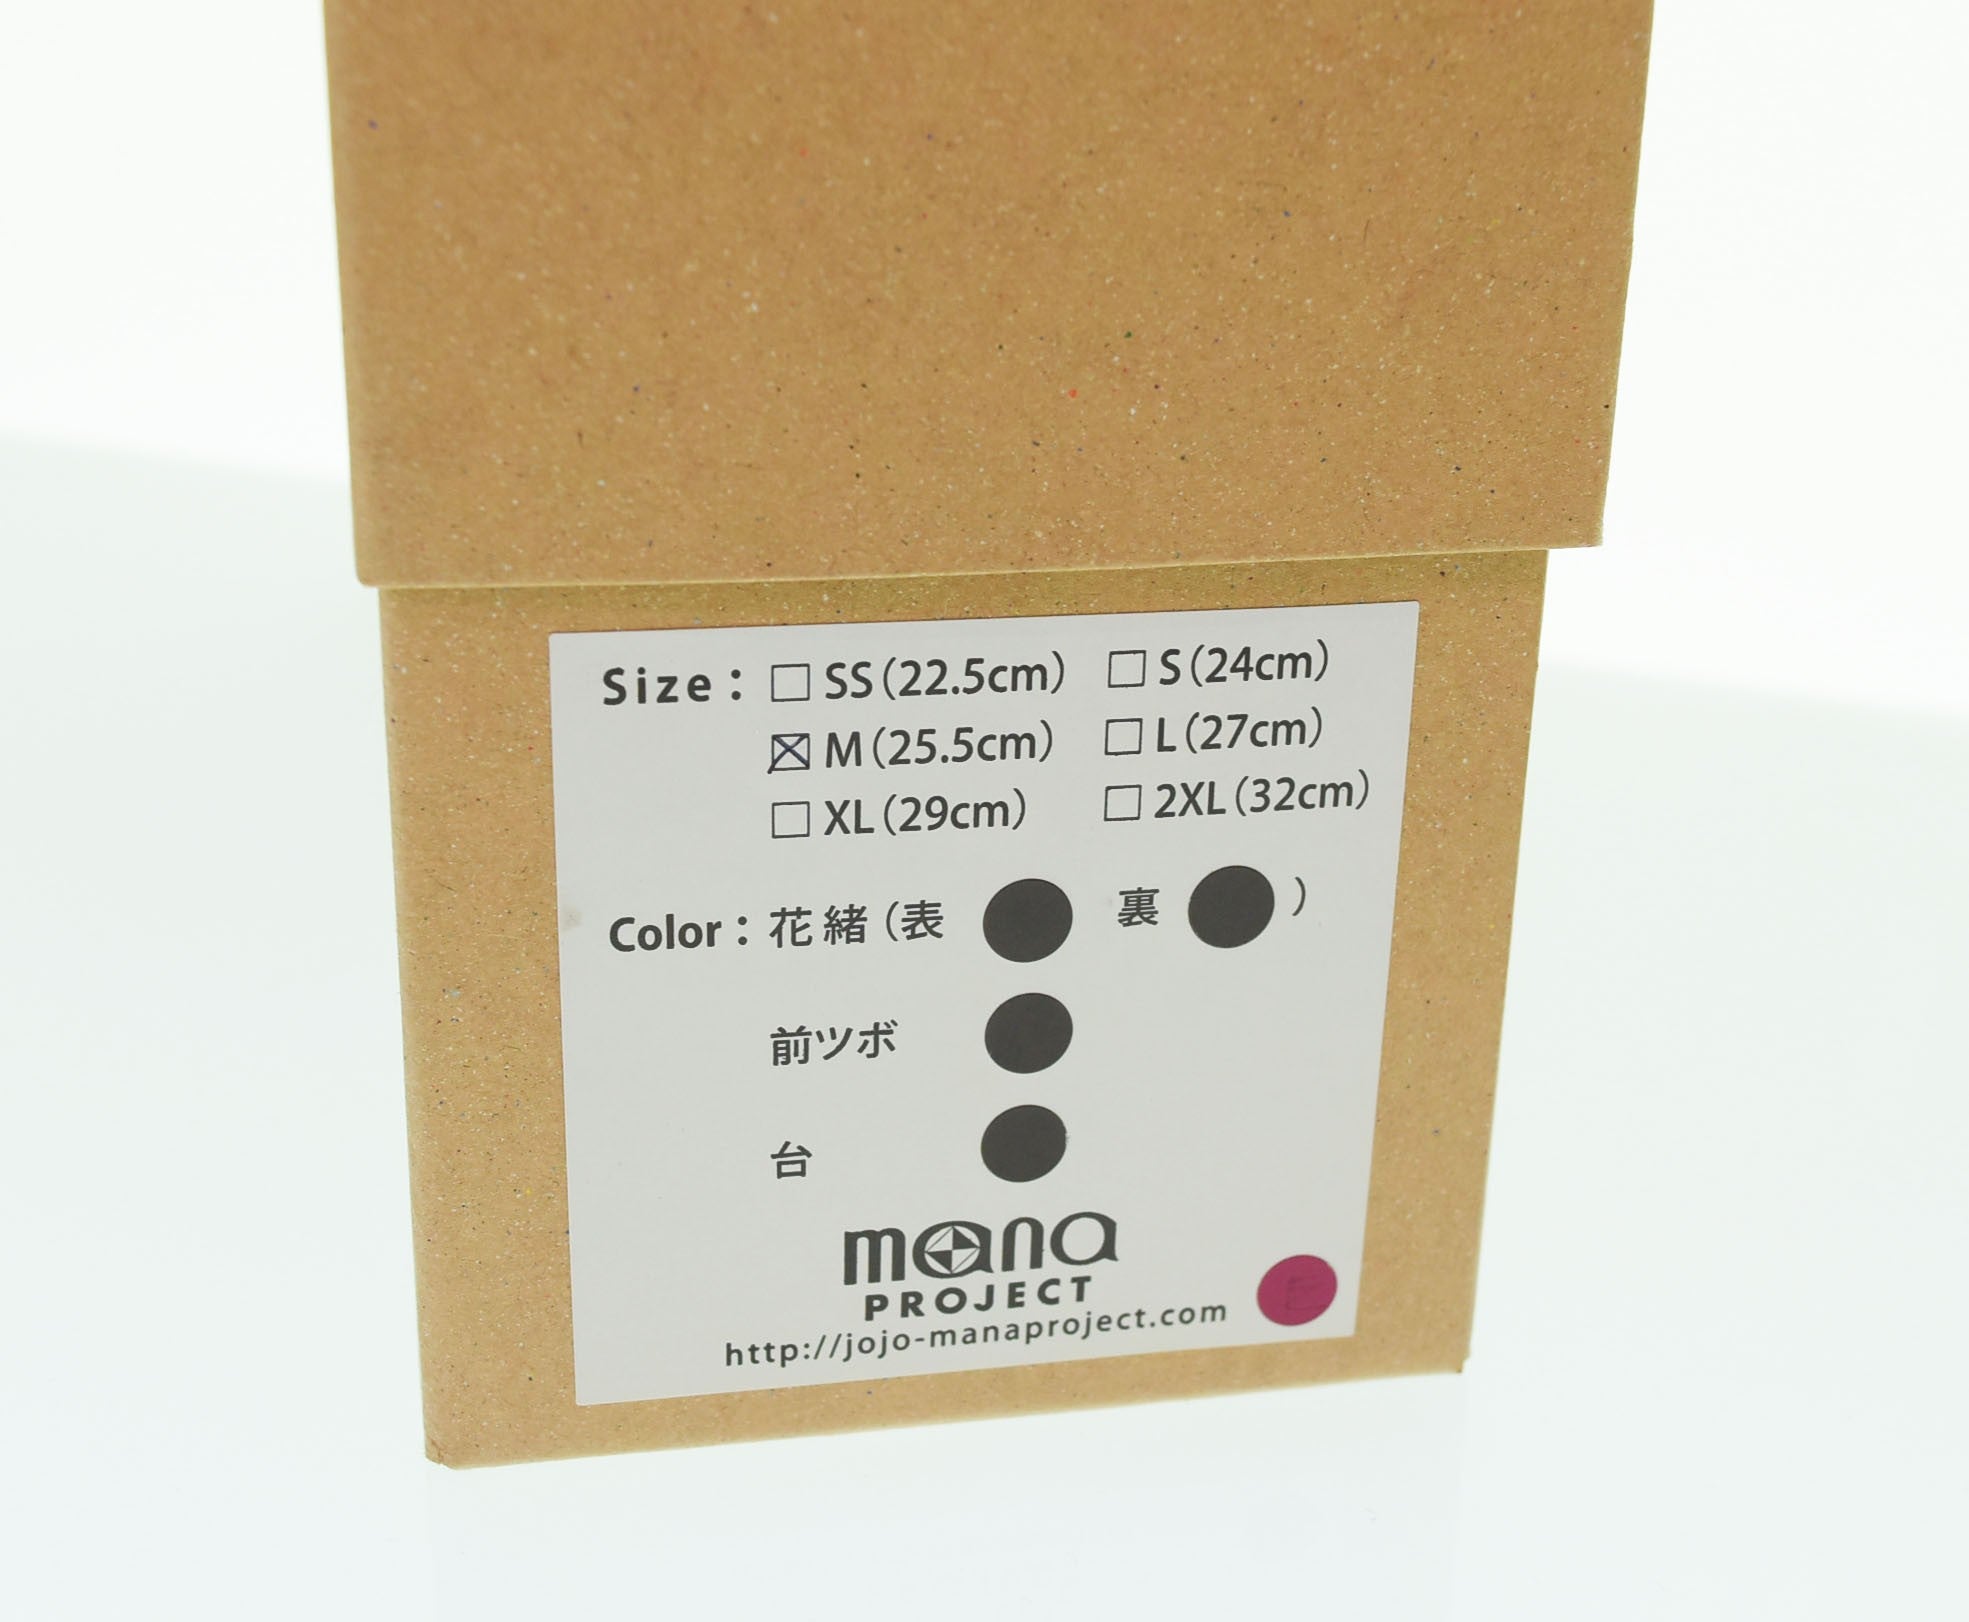 Size： □ SS（22.5cm） □ S（24cm）
☒ M（25.5cm） □ L（27cm）
□ XL（29cm） □ 2XL（32cm）
Color：花緒（表 ● 裏 ●）
前ツボ ●
台 ●
mana
PROJECT
http://jojo-manaproject.com
E